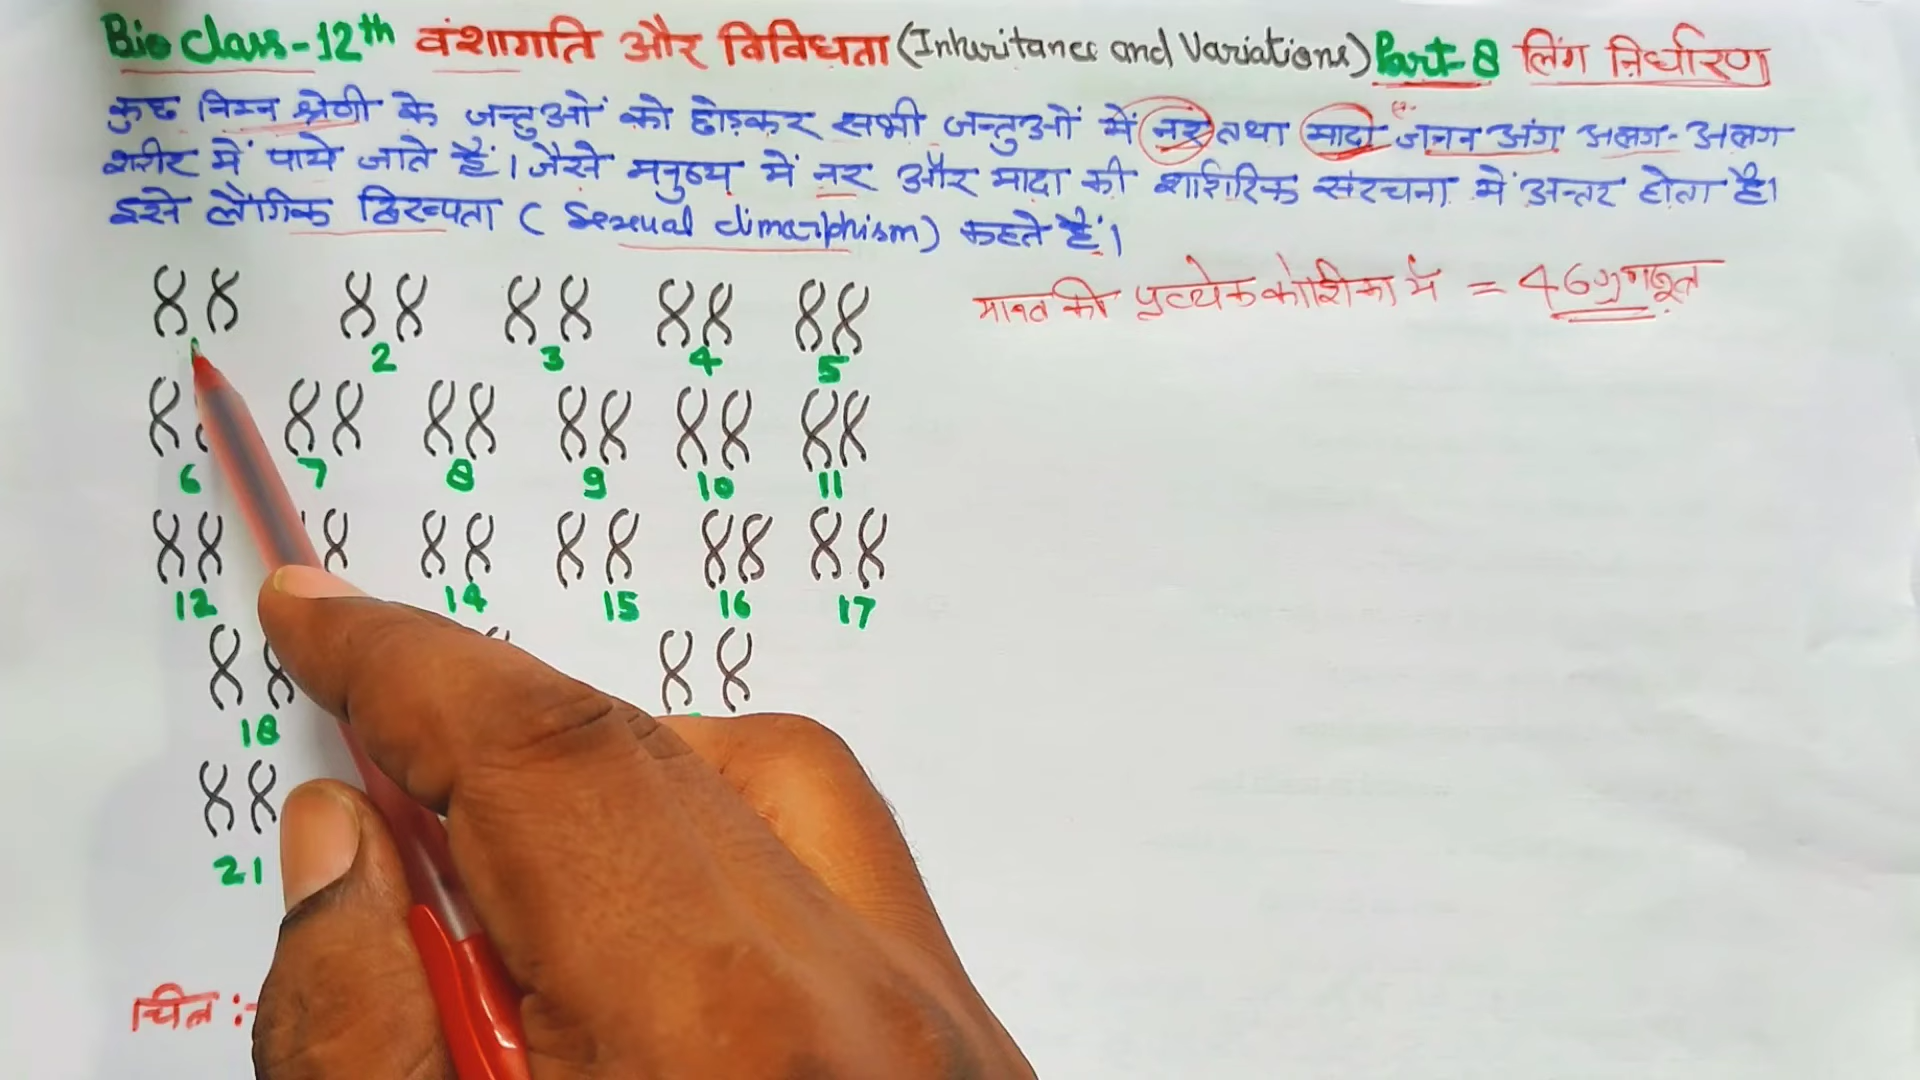 Bio Class-12th वंशागति और विविधता (Inheritance and Variations) Part-8 लिंग निर्धारण
कुछ निम्न श्रेणी के जन्तुओं को छोड़कर सभी जन्तुओं में नर तथा मादा जनन अंग अलग-अलग
शरीर में पाये जाते हैं। जैसे मनुष्य में नर और मादा की शारिरिक संरचना में अन्तर होता है।
इसे लैंगिक द्विरूपता (Sexual dimorphism) कहते हैं।
मानव की प्रत्येक कोशिका में = 46 गुणसूत्र
2 3 4 5
6 7 8 9 10 11
12 14 15 16 17
18
21
चित्र :-